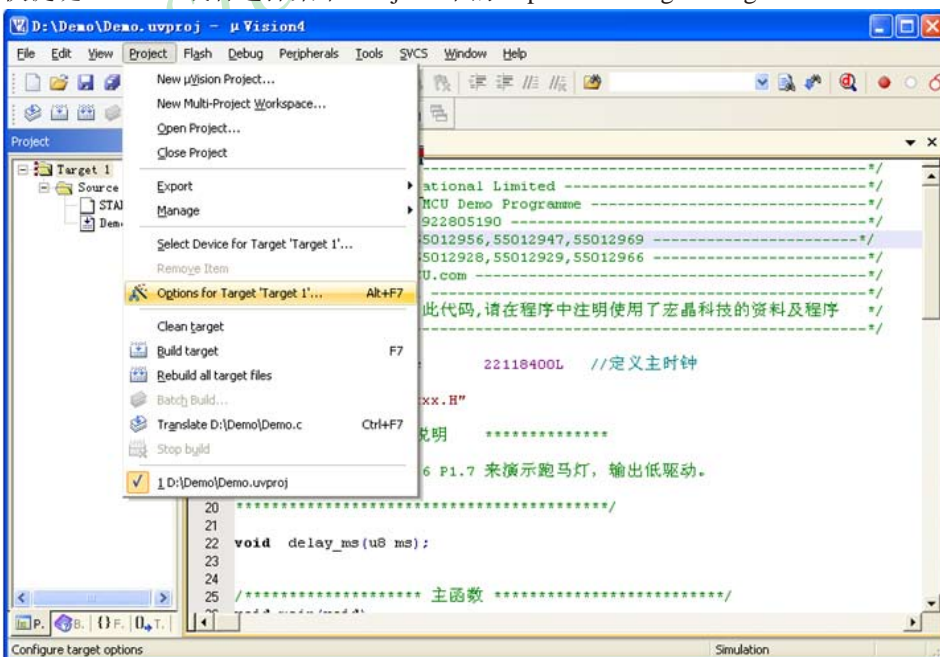 D:\Demo\Demo.uvproj - µVision4
File Edit View Project Flash Debug Peripherals Tools SVCS Window Help
New µVision Project...
New Multi-Project Workspace...
Open Project...
Close Project
Export
Manage
Select Device for Target 'Target 1'...
Remove Item
Options for Target 'Target 1'... Alt+F7
Clean target
Build target F7
Rebuild all target files
Batch Build...
Translate D:\Demo\Demo.c Ctrl+F7
Stop build
1 D:\Demo\Demo.uvproj
Project
Target 1
Source
STA
Dem
---------------------------------------------------*/
ational Limited -----------------------------------*/
MCU Demo Programme --------------------------------*/
922805190 -----------------------------------------*/
55012956,55012947,55012969 ------------------------*/
55012928,55012929,55012966 ------------------------*/
U.com ---------------------------------------------*/
---------------------------------------------------*/
此代码,请在程序中注明使用了宏晶科技的资料及程序 */
---------------------------------------------------*/
22118400L //定义主时钟
xx.H"
说明 **************
6 P1.7 来演示跑马灯，输出低驱动。
20 ******************************************/
21
22 void delay_ms(u8 ms);
23
24
25 /******************** 主函数 **************************/
P. B. {} F. 0 T.
Configure target options Simulation